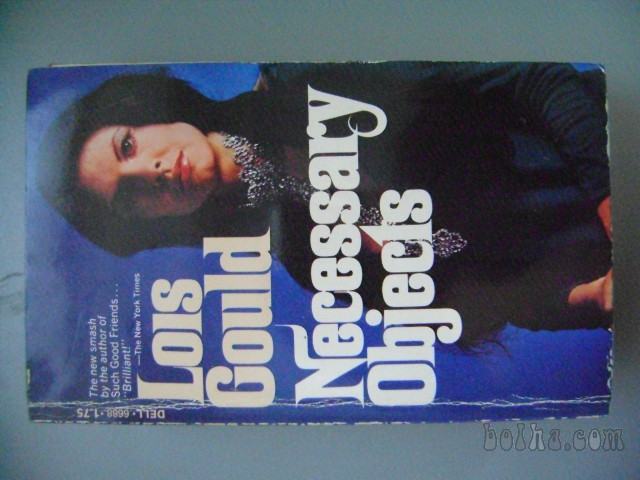 The new smash
by the author of
Such Good Friends...
"Brilliant!"
—The New York Times
Lois
Gould
Necessary
Objects
DELL • 6688 • 1.75
bolha.com